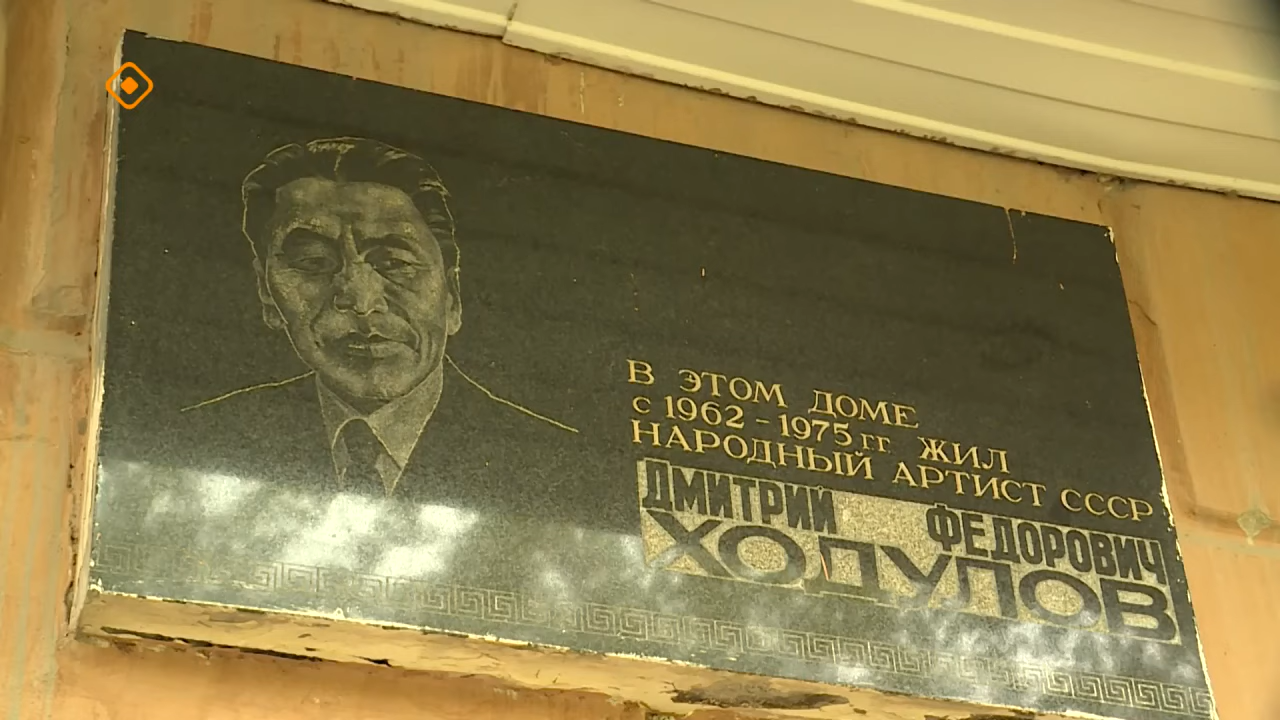 В ЭТОМ ДОМЕ
с 1962 - 1975 гг ЖИЛ
НАРОДНЫЙ АРТИСТ СССР
ДМИТРИЙ ФЕДОРОВИЧ
ХОДУЛОВ